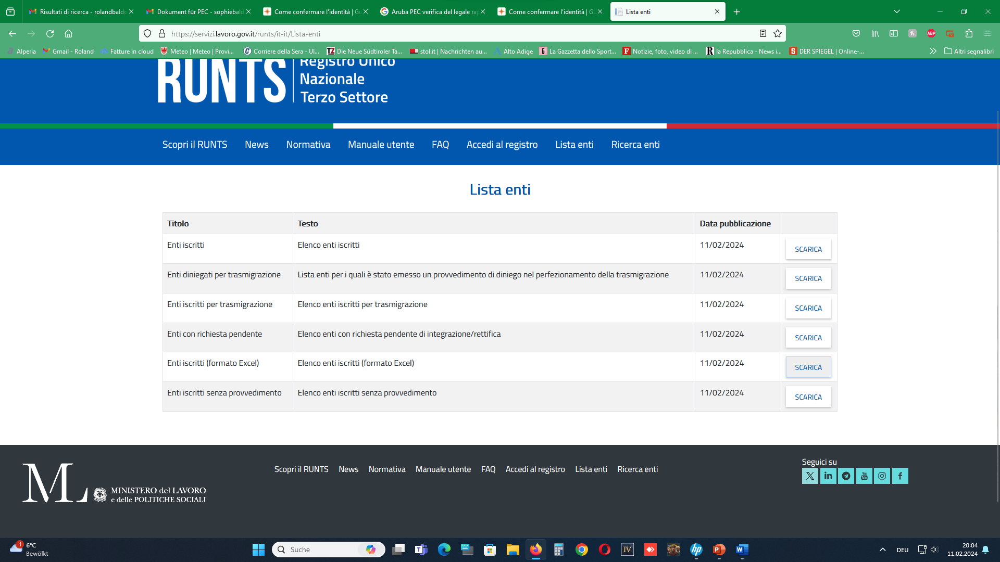 Risultati di ricerca - rolandbaldo
Dokument für PEC - sophiebald
Come confermare l'identità | Gu
Aruba PEC verifica del legale rap
Come confermare l'identità | Gu
Lista enti
https://servizi.lavoro.gov.it/runts/it-it/Lista-enti
ABP
Alperia
Gmail - Roland
Fatture in cloud
Meteo | Meteo | Provi...
Corriere della Sera - Ul...
Die Neue Südtiroler Ta...
stol.it | Nachrichten au...
Alto Adige
La Gazzetta dello Sport...
Notizie, foto, video di ...
la Repubblica - News i...
DER SPIEGEL | Online-...
Altri segnalibri
RUNTS
Registro Unico
Nazionale
Terzo Settore
Scopri il RUNTS News Normativa Manuale utente FAQ Accedi al registro Lista enti Ricerca enti
Lista enti
Titolo Testo Data pubblicazione
Enti iscritti Elenco enti iscritti 11/02/2024 SCARICA
Enti diniegati per trasmigrazione Lista enti per i quali è stato emesso un provvedimento di diniego nel perfezionamento della trasmigrazione 11/02/2024 SCARICA
Enti iscritti per trasmigrazione Elenco enti iscritti per trasmigrazione 11/02/2024 SCARICA
Enti con richiesta pendente Elenco enti con richiesta pendente di integrazione/rettifica 11/02/2024 SCARICA
Enti iscritti (formato Excel) Elenco enti iscritti (formato Excel) 11/02/2024 SCARICA
Enti iscritti senza provvedimento Elenco enti iscritti senza provvedimento 11/02/2024 SCARICA
ML
MINISTERO del LAVORO
e delle POLITICHE SOCIALI
Scopri il RUNTS News Normativa Manuale utente FAQ Accedi al registro Lista enti Ricerca enti
Seguici su
1
6°C
Bewölkt
Suche
DEU
20:04
11.02.2024